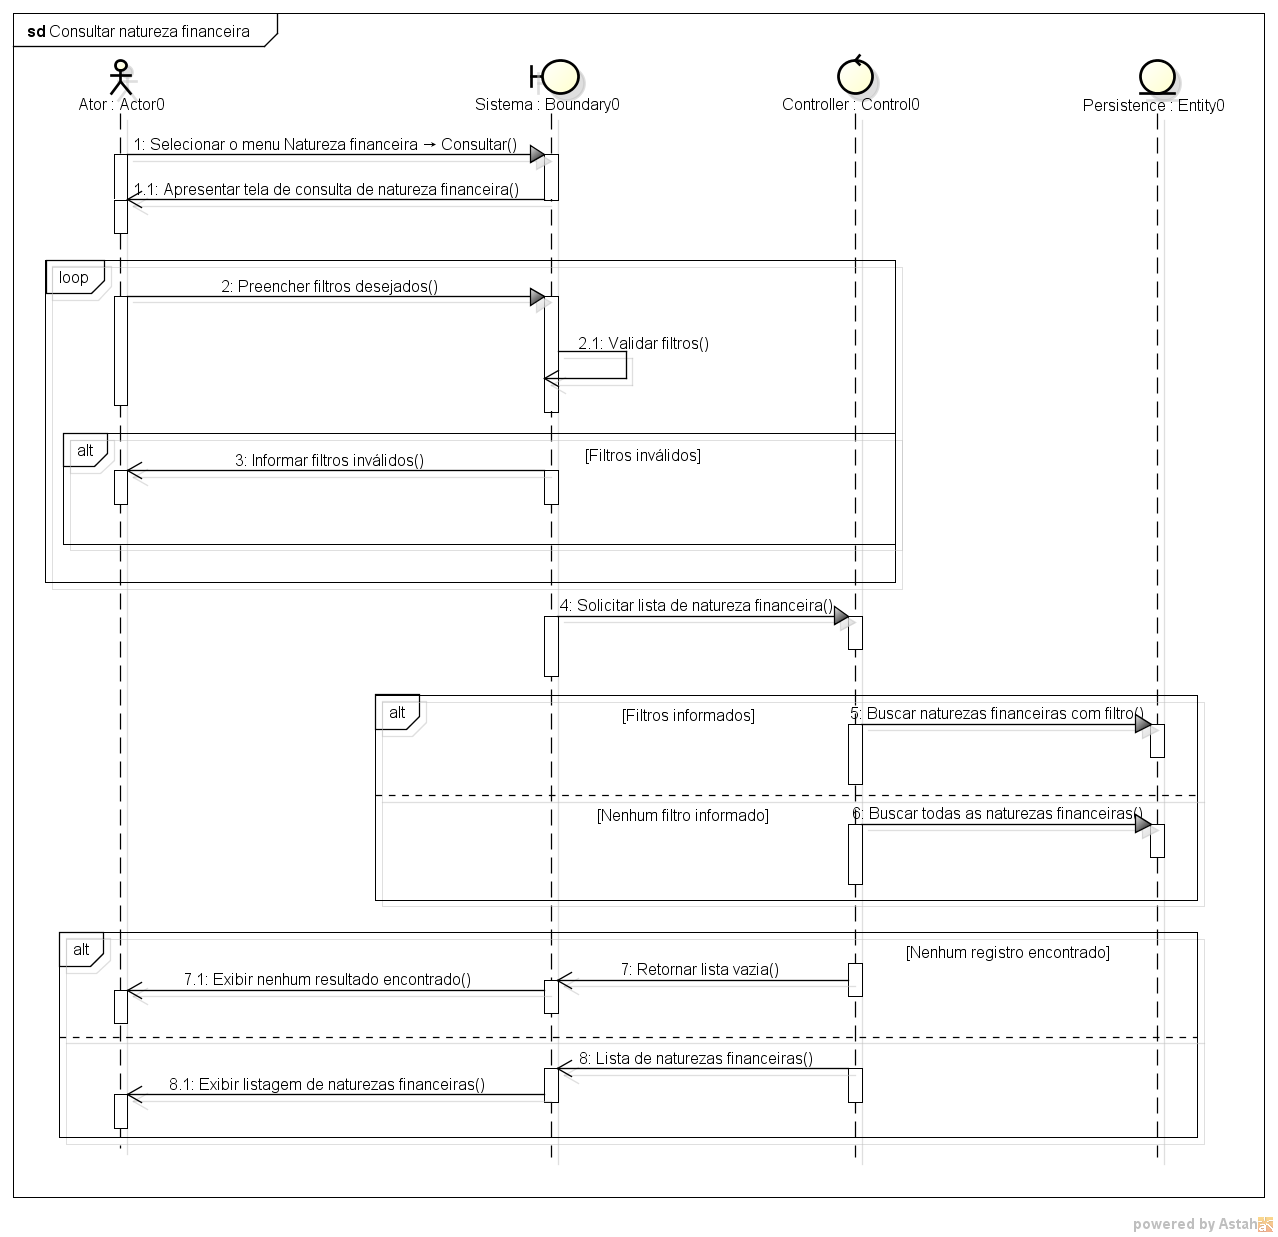 sd Consultar natureza financeira
Ator : Actor0
Sistema : Boundary0
Controller : Control0
Persistence : Entity0
1: Selecionar o menu Natureza financeira → Consultar()
1.1: Apresentar tela de consulta de natureza financeira()
loop
2: Preencher filtros desejados()
2.1: Validar filtros()
alt
[Filtros inválidos]
3: Informar filtros inválidos()
4: Solicitar lista de natureza financeira()
alt
[Filtros informados]
5: Buscar naturezas financeiras com filtro()
[Nenhum filtro informado]
6: Buscar todas as naturezas financeiras()
alt
[Nenhum registro encontrado]
7: Retornar lista vazia()
7.1: Exibir nenhum resultado encontrado()
8: Lista de naturezas financeiras()
8.1: Exibir listagem de naturezas financeiras()
powered by Astah